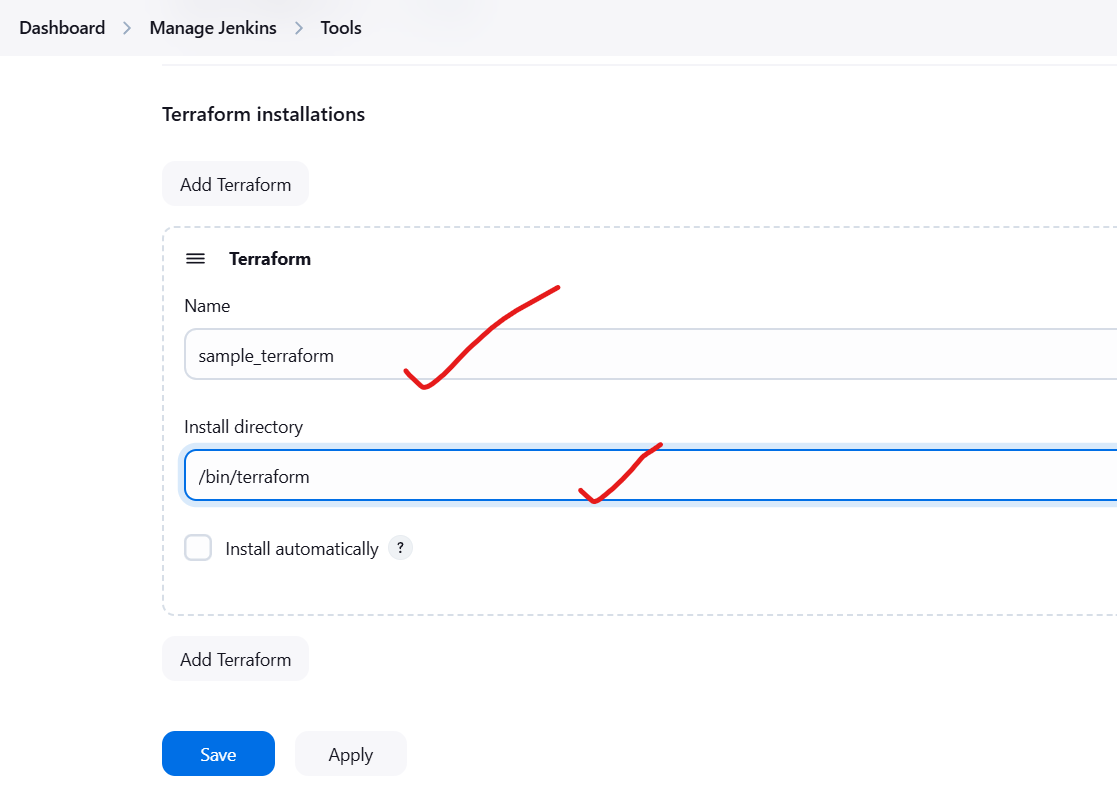 Dashboard > Manage Jenkins > Tools
Terraform installations
Add Terraform
Terraform
Name
sample_terraform
Install directory
/bin/terraform
Install automatically ?
Add Terraform
Save Apply